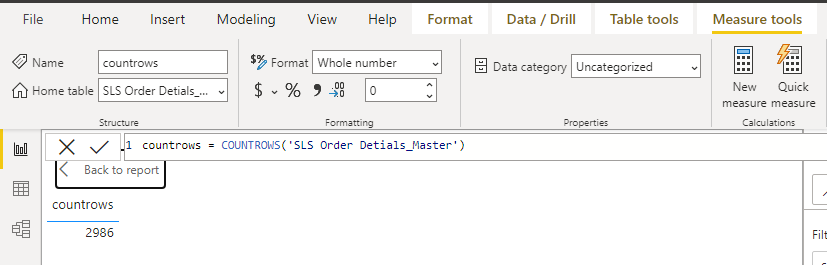 File Home Insert Modeling View Help Format Data / Drill Table tools Measure tools
Name countrows $% Format Whole number Data category Uncategorized
Home table SLS Order Detials_... $ % 9 .00 0 New measure Quick measure
Structure Formatting Properties Calculations
1 countrows = COUNTROWS('SLS Order Detials_Master')
Back to report
countrows
2986
Filt